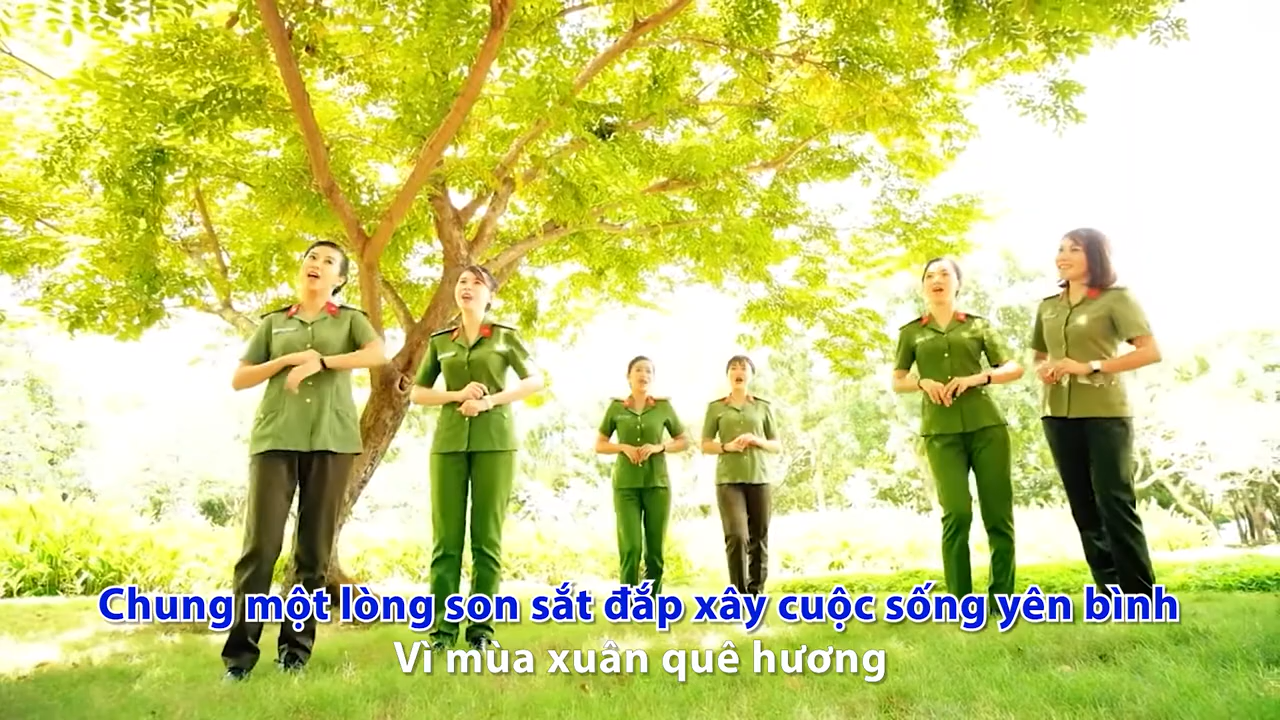 Chung một lòng son sắt đắp xây cuộc sống yên bình
Vì mùa xuân quê hương